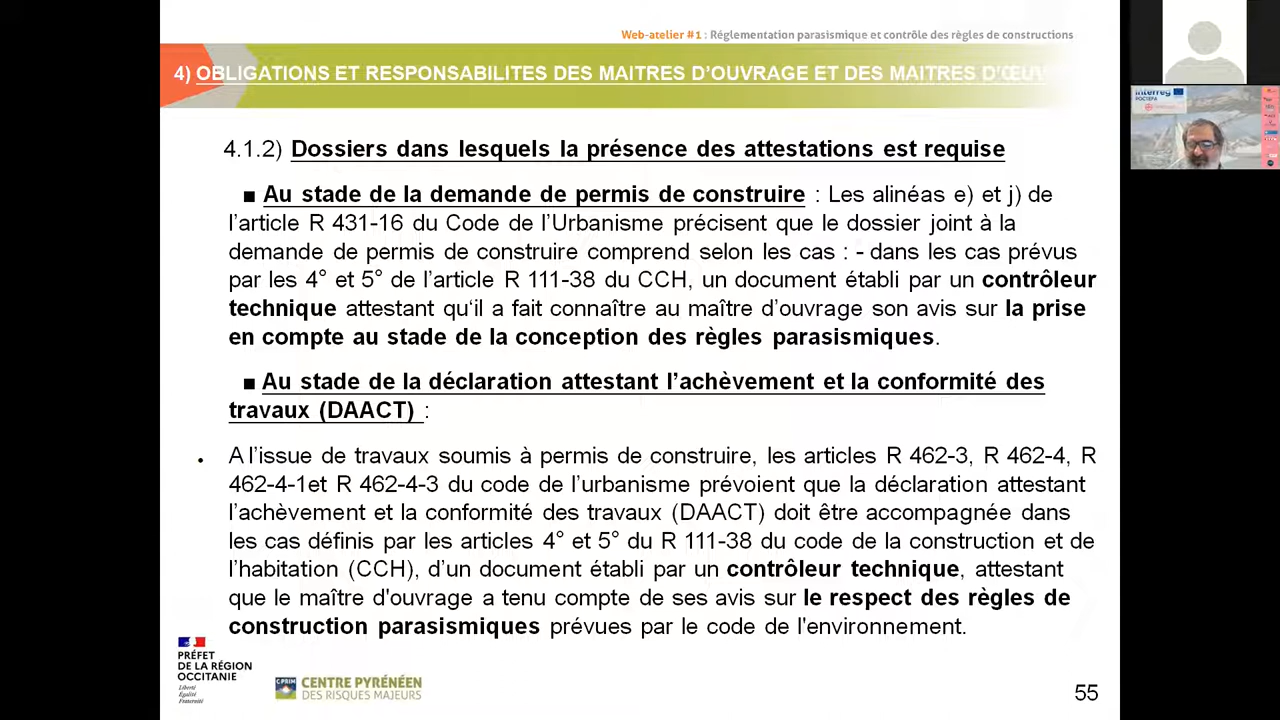 Web-atelier #1 : Réglementation parasismique et contrôle des règles de constructions
4) OBLIGATIONS ET RESPONSABILITES DES MAITRES D'OUVRAGE ET DES MAITRES D'ŒUV
4.1.2) Dossiers dans lesquels la présence des attestations est requise
■ Au stade de la demande de permis de construire : Les alinéas e) et j) de
l'article R 431-16 du Code de l'Urbanisme précisent que le dossier joint à la
demande de permis de construire comprend selon les cas : - dans les cas prévus
par les 4° et 5° de l'article R 111-38 du CCH, un document établi par un contrôleur
technique attestant qu'il a fait connaître au maître d'ouvrage son avis sur la prise
en compte au stade de la conception des règles parasismiques.
■ Au stade de la déclaration attestant l'achèvement et la conformité des
travaux (DAACT) :
• A l'issue de travaux soumis à permis de construire, les articles R 462-3, R 462-4, R
462-4-1et R 462-4-3 du code de l'urbanisme prévoient que la déclaration attestant
l'achèvement et la conformité des travaux (DAACT) doit être accompagnée dans
les cas définis par les articles 4° et 5° du R 111-38 du code de la construction et de
l'habitation (CCH), d'un document établi par un contrôleur technique, attestant
que le maître d'ouvrage a tenu compte de ses avis sur le respect des règles de
construction parasismiques prévues par le code de l'environnement.
PRÉFET
DE LA RÉGION
OCCITANIE
Liberté
Égalité
Fraternité
CPRIM
CENTRE PYRÉNÉEN
DES RISQUES MAJEURS
55
Interreg
POCTEFA